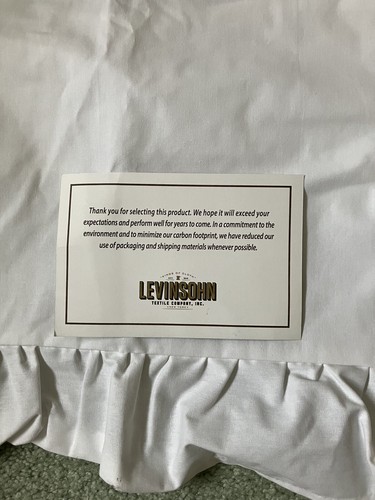 Thank you for selecting this product. We hope it will exceed your
expectations and perform well for years to come. In a commitment to the
environment and to minimize our carbon footprint, we have reduced our
use of packaging and shipping materials whenever possible.
LEVINSOHN
TEXTILE COMPANY, INC.